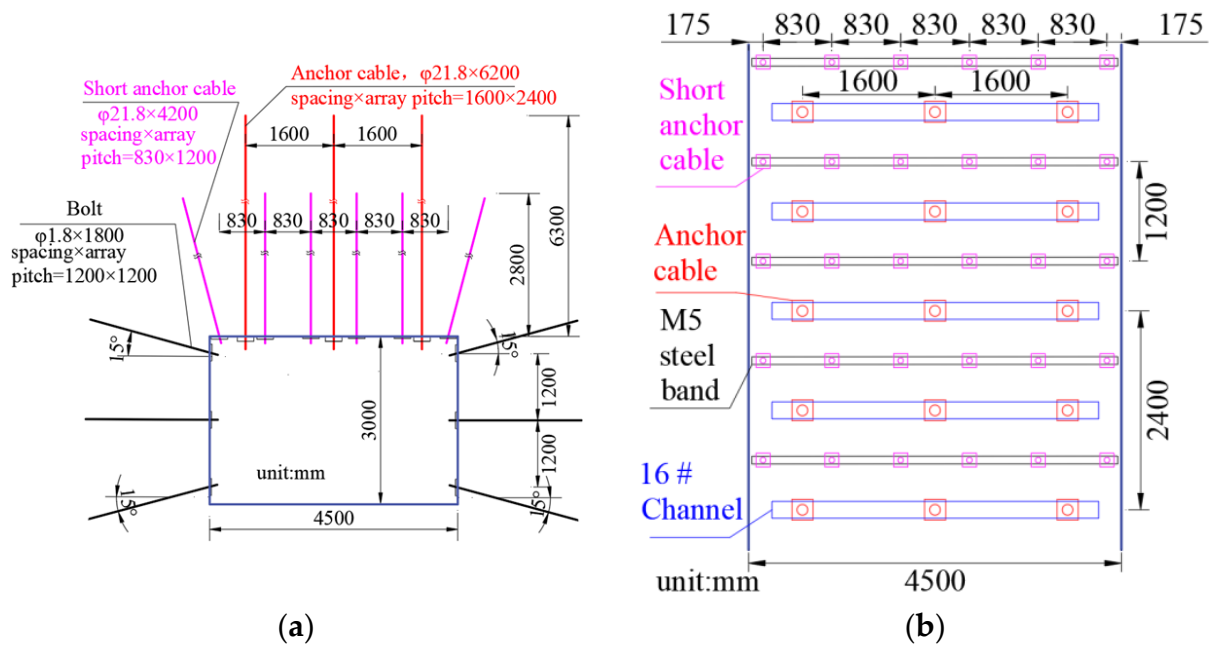 Short anchor cable
φ21.8×4200
spacing×array
pitch=830×1200
Anchor cable，φ21.8×6200
spacing×array pitch=1600×2400
1600
1600
830
830
830
830
830
Bolt
φ1.8×1800
spacing×array
pitch=1200×1200
6300
2800
15°
15°
1200
3000
1200
unit:mm
15°
15°
4500
(a)
175
830
830
830
830
830
175
1600
1600
Short
anchor
cable
1200
Anchor
cable
M5
steel
band
2400
16 #
Channel
unit:mm
4500
(b)